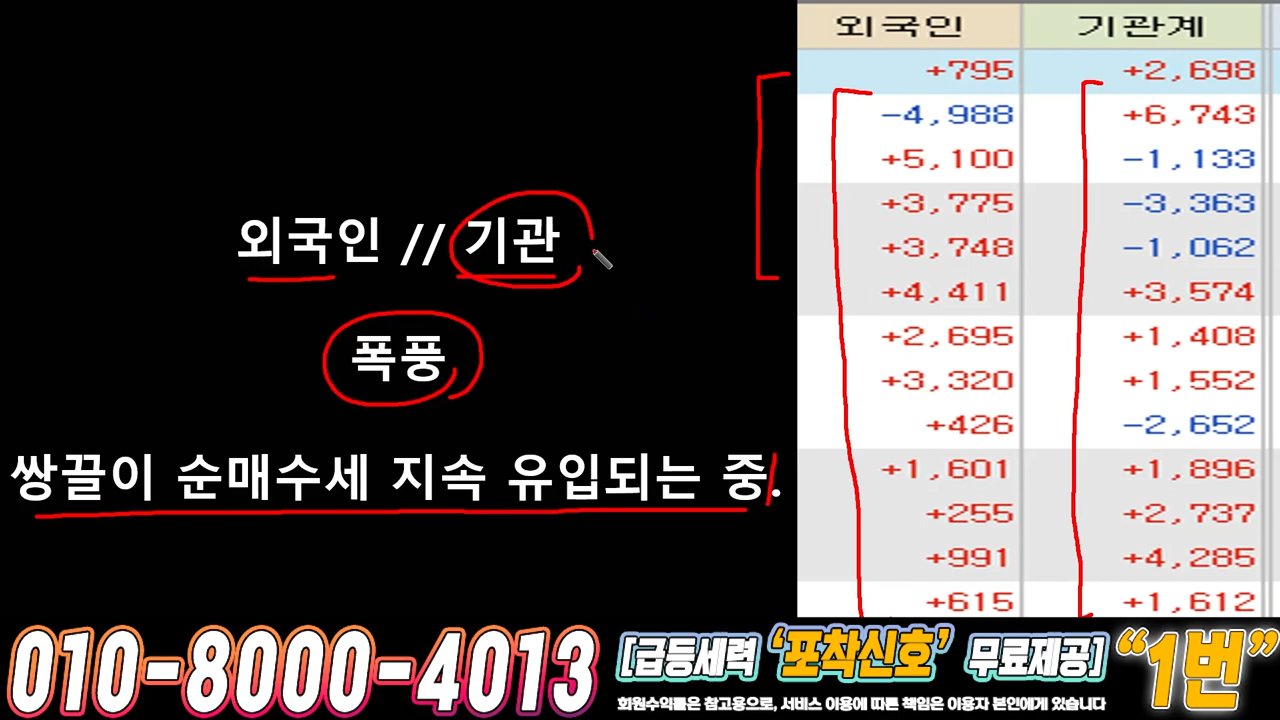 외국인 // 기관
폭풍
쌍끌이 순매수세 지속 유입되는 중.
외국인 기관계
+795 +2,698
-4,988 +6,743
+5,100 -1,133
+3,775 -3,363
+3,748 -1,062
+4,411 +3,574
+2,695 +1,408
+3,320 +1,552
+426 -2,652
+1,601 +1,896
+255 +2,737
+991 +4,285
+615 +1,612
010-8000-4013
[급등세력 '포착신호' 무료제공] "1번"
회원수익률은 참고용으로, 서비스 이용에 따른 책임은 이용자 본인에게 있습니다